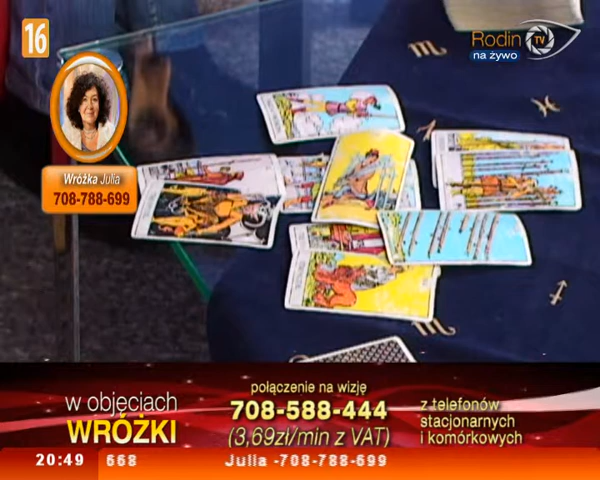 16
Rodin TV
na żywo
Wróżka Julia
708-788-699
w objęciach
WRÓŻKI
połączenie na wizję
708-588-444
(3,69zł/min z VAT)
z telefonów
stacjonarnych
i komórkowych
20:49 668 Julia -708-788-699